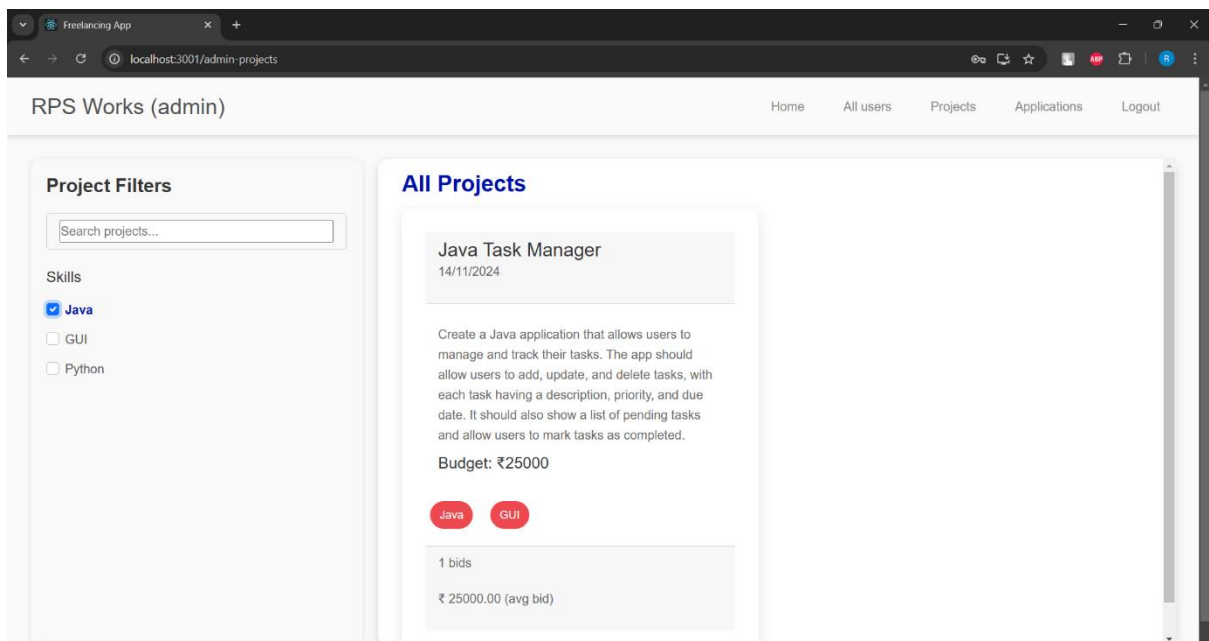 Freelancing App
localhost:3001/admin-projects
ABP
R
RPS Works (admin)
Home
All users
Projects
Applications
Logout
Project Filters
Search projects...
Skills
Java
GUI
Python
All Projects
Java Task Manager
14/11/2024
Create a Java application that allows users to
manage and track their tasks. The app should
allow users to add, update, and delete tasks, with
each task having a description, priority, and due
date. It should also show a list of pending tasks
and allow users to mark tasks as completed.
Budget: ₹25000
Java
GUI
1 bids
₹ 25000.00 (avg bid)